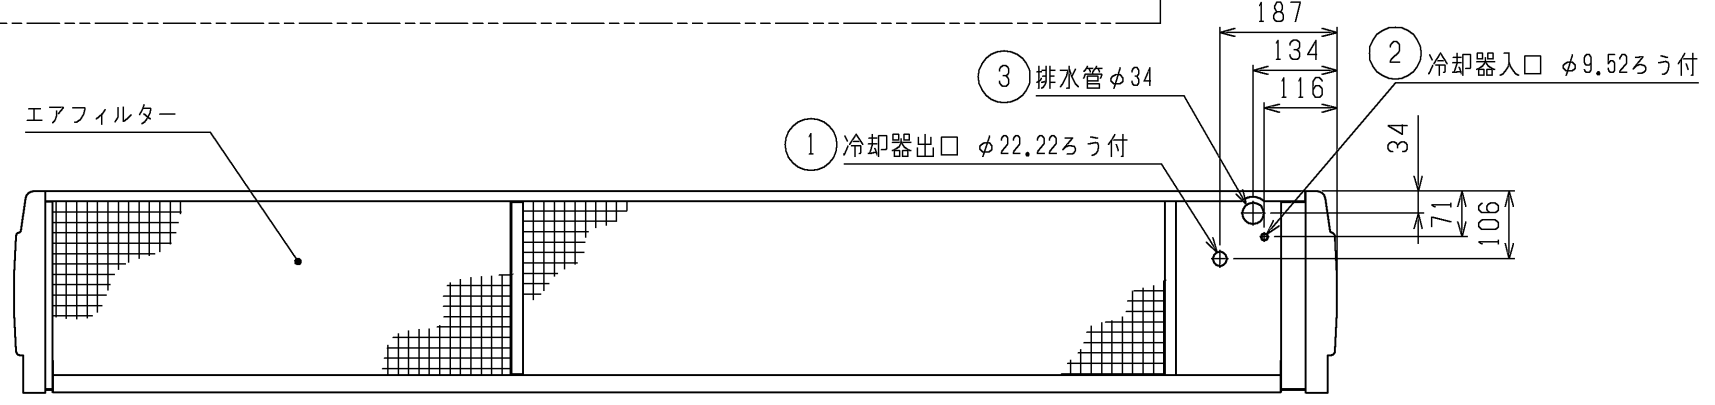 187
134
116
② 冷却器入口 φ9.52ろう付
③ 排水管φ34
エアフィルター
① 冷却器出口 φ22.22ろう付
34
71
106